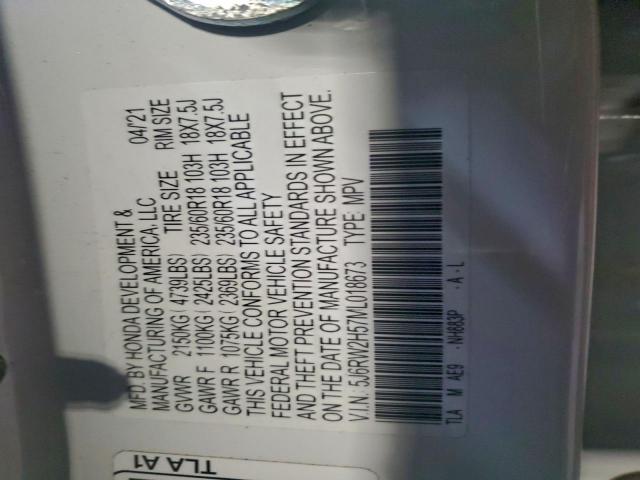 MFD. BY HONDA DEVELOPMENT &
MANUFACTURING OF AMERICA, LLC 04/'21
GVWR 2150KG ( 4739LBS) TIRE SIZE RIM SIZE
GAWR F 1100KG ( 2425LBS) 235/60R18 103H 18X7.5J
GAWR R 1075KG ( 2369LBS) 235/60R18 103H 18X7.5J
THIS VEHICLE CONFORMS TO ALL APPLICABLE
FEDERAL MOTOR VEHICLE SAFETY
AND THEFT PREVENTION STANDARDS IN EFFECT
ON THE DATE OF MANUFACTURE SHOWN ABOVE.
V.I.N. 5J6RW2H57ML018673 TYPE: MPV
TLA M AE9 - NH883P - A - L
TLA A1